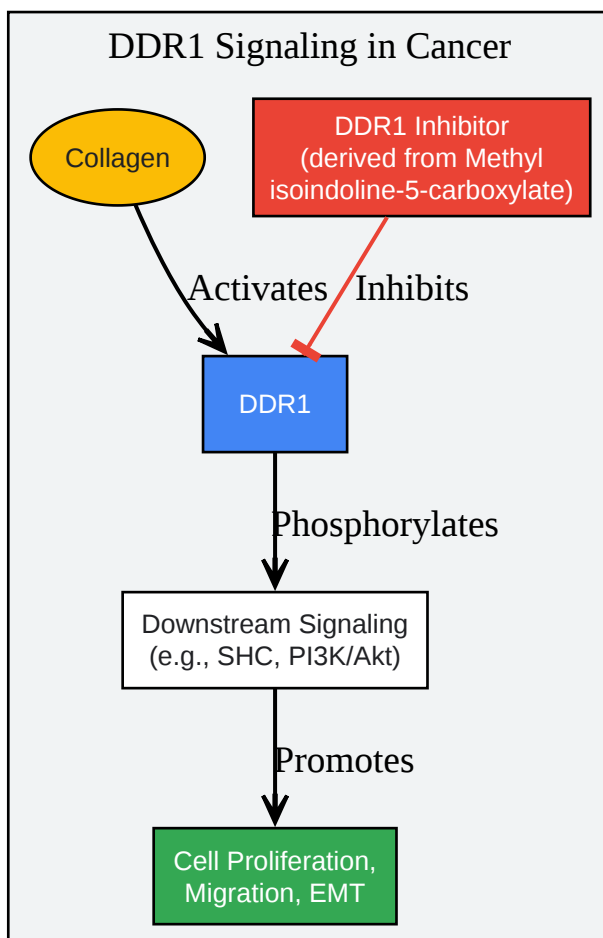 DDR1 Signaling in Cancer
Collagen
DDR1 Inhibitor
(derived from Methyl
isoindoline-5-carboxylate)
Activates
Inhibits
DDR1
Phosphorylates
Downstream Signaling
(e.g., SHC, PI3K/Akt)
Promotes
Cell Proliferation,
Migration, EMT